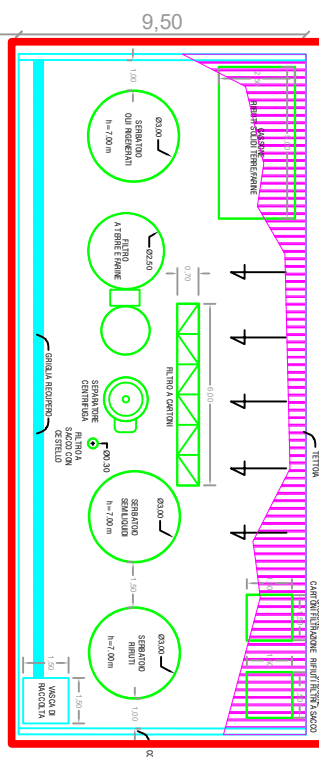 9,50
1,00
Ø3,00
SERBATOIO
OLII RIGENERATI
h=7.00 m
CASSONE
RIFIUTI SOLIDI TERRE/FARINE
Ø2,50
FILTRO
A TERRE E FARINE
0,70
6,00
FILTRO A CARTONI
SEPARATORE
CENTRIFUGA
Ø0,30
FILTRO A
SACCO CON
CESTELLO
GRIGLIA RECUPERO
TETTOIA
Ø3,00
SERBATOIO
SEMILIQUIDI
h=7.00 m
1,50
Ø3,00
SERBATOIO
RIFIUTI
h=7.00m
1,00
CARTONI FILTRAZIONE
RIFIUTI FILTRI A SACCO
1,50
1,50
VASCA DI
RACCOLTA